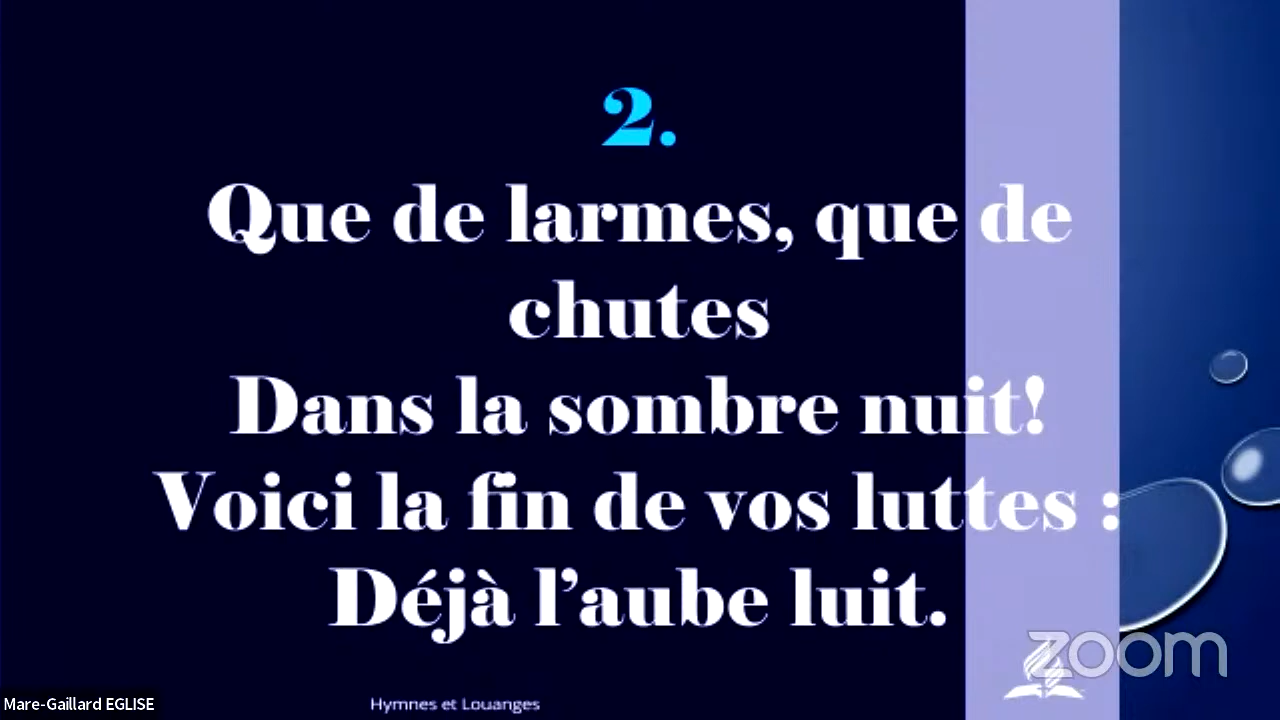 2.
Que de larmes, que de
chutes
Dans la sombre nuit!
Voici la fin de vos luttes :
Déjà l’aube luit.
zoom
Hymnes et Louanges
Mare-Gaillard EGLISE